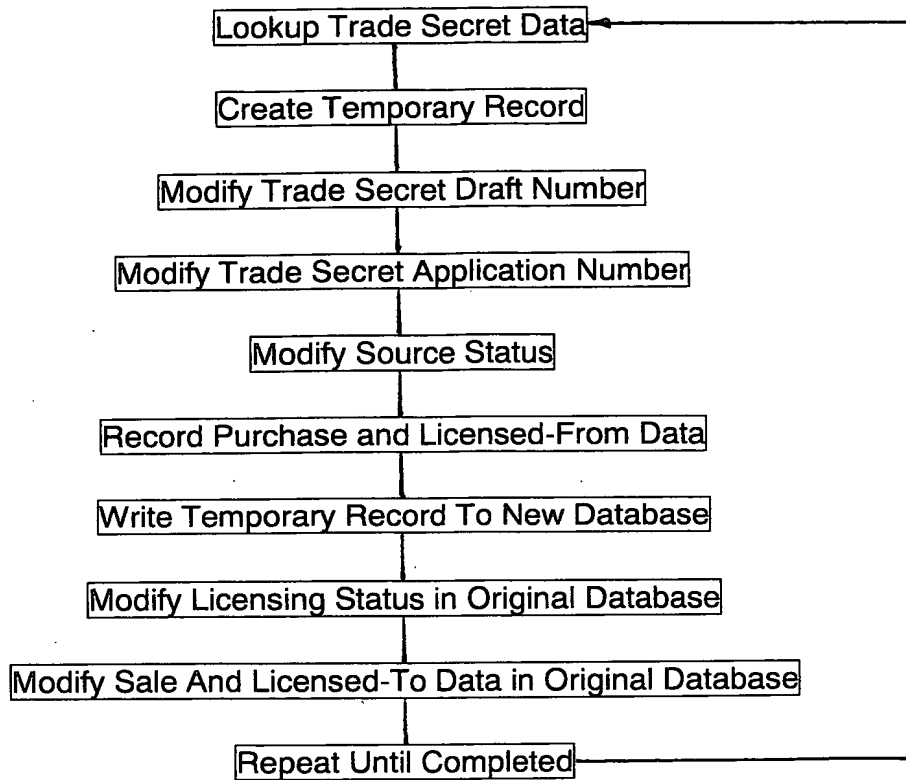 Lookup Trade Secret Data
Create Temporary Record
Modify Trade Secret Draft Number
Modify Trade Secret Application Number
Modify Source Status
Record Purchase and Licensed-From Data
Write Temporary Record To New Database
Modify Licensing Status in Original Database
Modify Sale And Licensed-To Data in Original Database
Repeat Until Completed